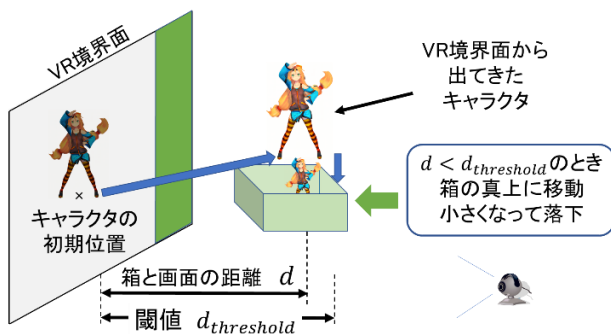 VR境界面
VR境界面から
出てきた
キャラクタ
×
キャラクタの
初期位置
d < d_threshold のとき
箱の真上に移動
小さくなって落下
箱と画面の距離 d
閾値 d_threshold